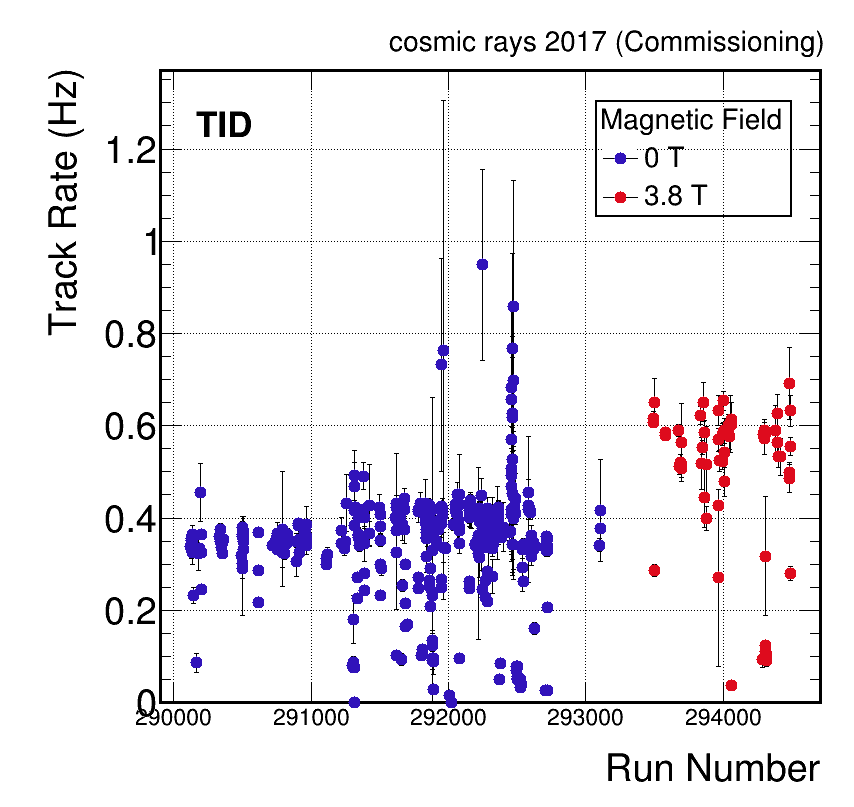 cosmic rays 2017 (Commissioning)
Track Rate (Hz)
TID
Magnetic Field
0 T
3.8 T
1.2
1
0.8
0.6
0.4
0.2
0
290000 291000 292000 293000 294000
Run Number